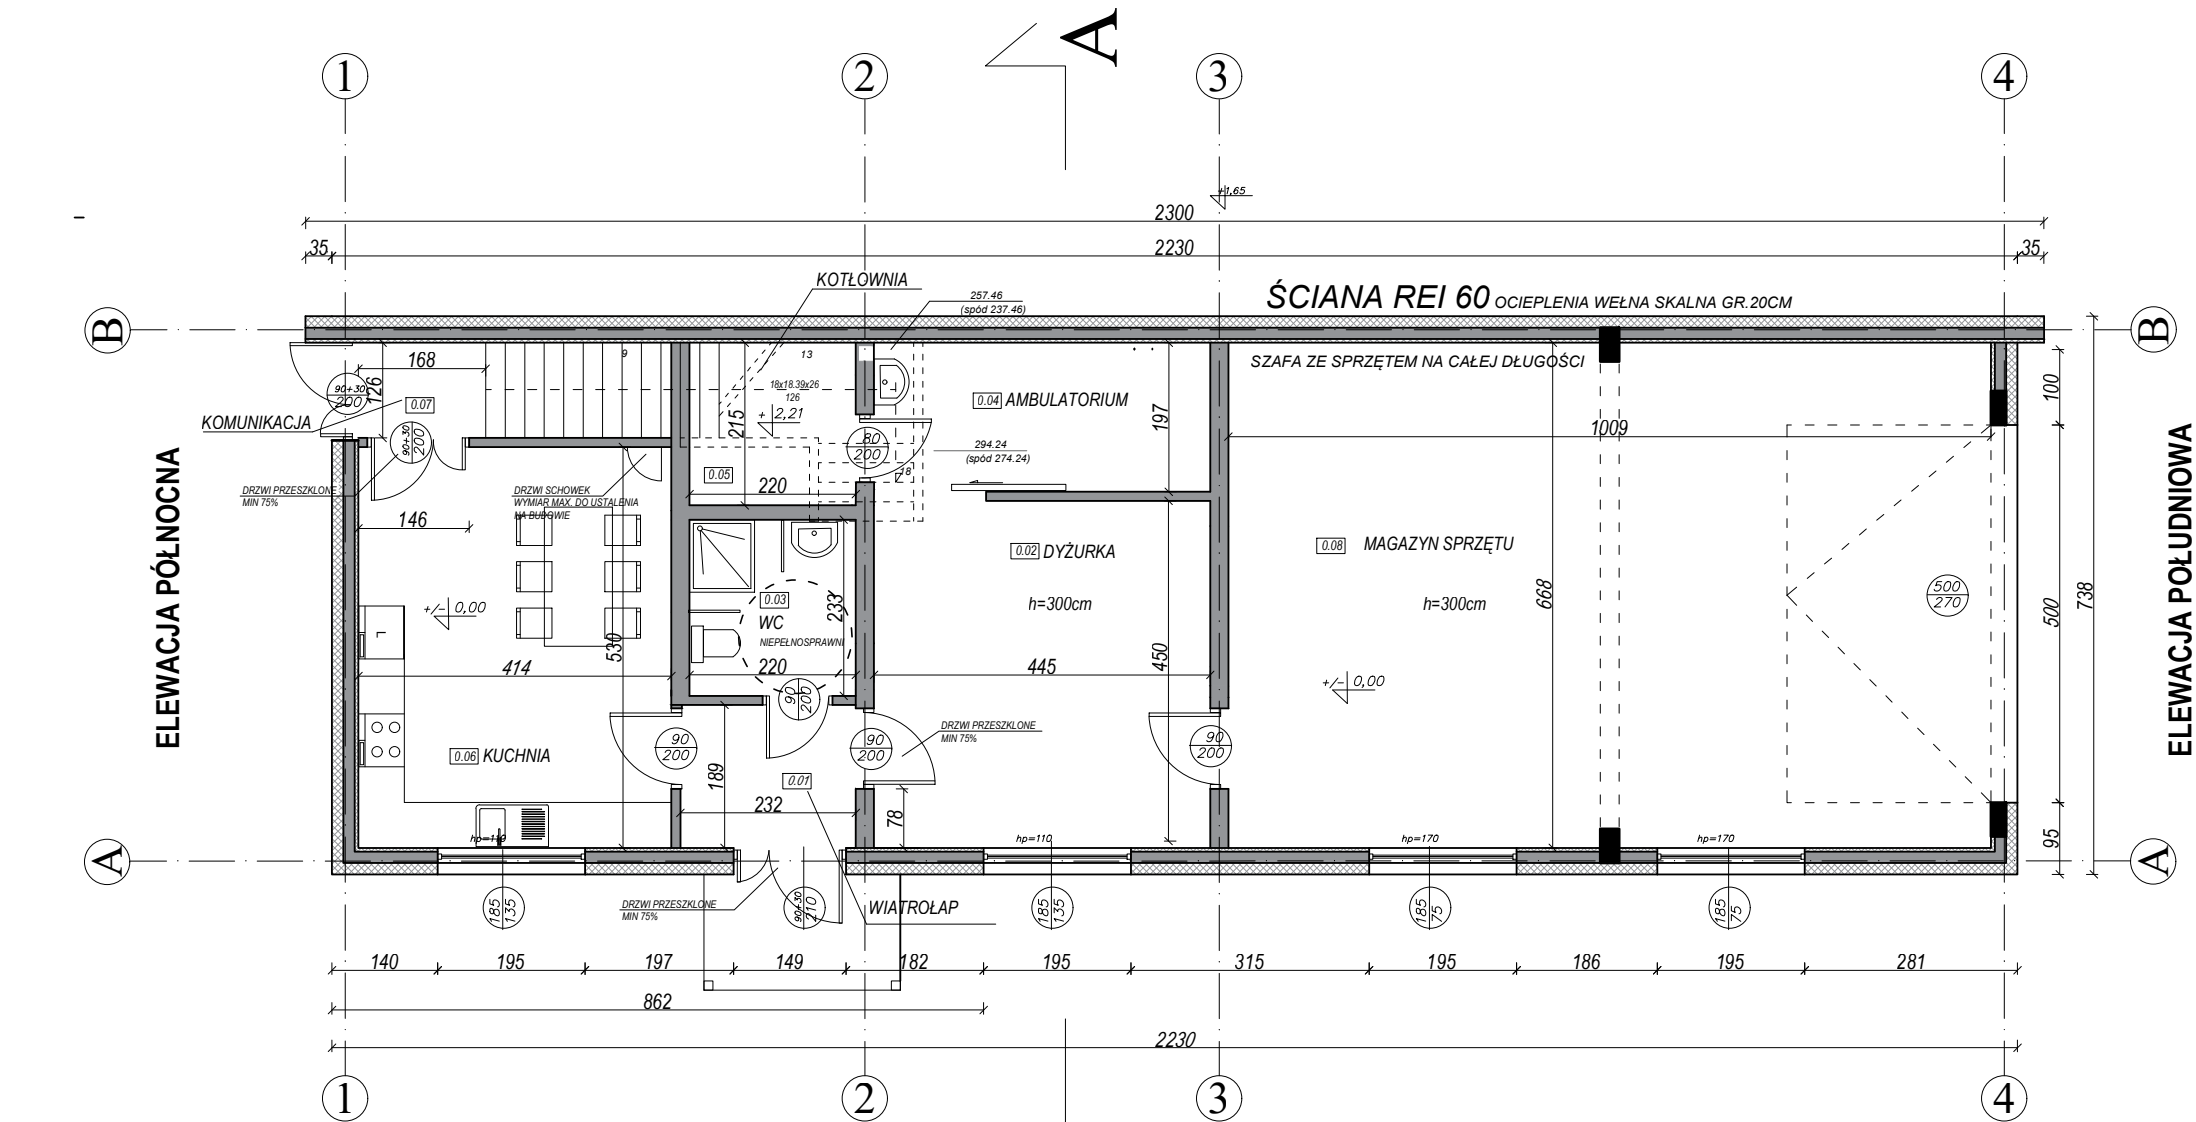 A
1 2 3 4
+1,65
2300
35 2230 35
KOTŁOWNIA
257.46
(spód 237.46)
ŚCIANA REI 60 OCIEPLENIA WEŁNA SKALNA GR.20CM
B B
SZAFA ZE SPRZĘTEM NA CAŁEJ DŁUGOŚCI
168
9
13
18x18.39x26
126
90+30
200
126
KOMUNIKACJA
0.07
+ 2,21
215
0.04 AMBULATORIUM
197
100
1009
80
200
294.24
(spód 274.24)
18
90+30
200
0.05
220
DRZWI PRZESZKLONE
MIN 75%
DRZWI SCHOWEK
WYMIAR MAX. DO USTALENIA
NA BUDOWIE
146
ELEWACJA PÓŁNOCNA
ELEWACJA POŁUDNIOWA
0.02 DYŻURKA
0.08 MAGAZYN SPRZĘTU
h=300cm
h=300cm
668
500
270
500
738
+/- 0,00
L
0.03
WC
NIEPEŁNOSPRAWNI
233
530
414
220
445
450
+/- 0,00
90
200
DRZWI PRZESZKLONE
MIN 75%
90
200
90
200
90
200
0.06 KUCHNIA
189
0.01
232
78
95
hp=110
hp=110
hp=170
hp=170
A A
DRZWI PRZESZKLONE
MIN 75%
90+30
210
WIATROŁAP
185
135
185
135
185
75
185
75
140 195 197 149 182 195 315 195 186 195 281
862
2230
1 2 3 4